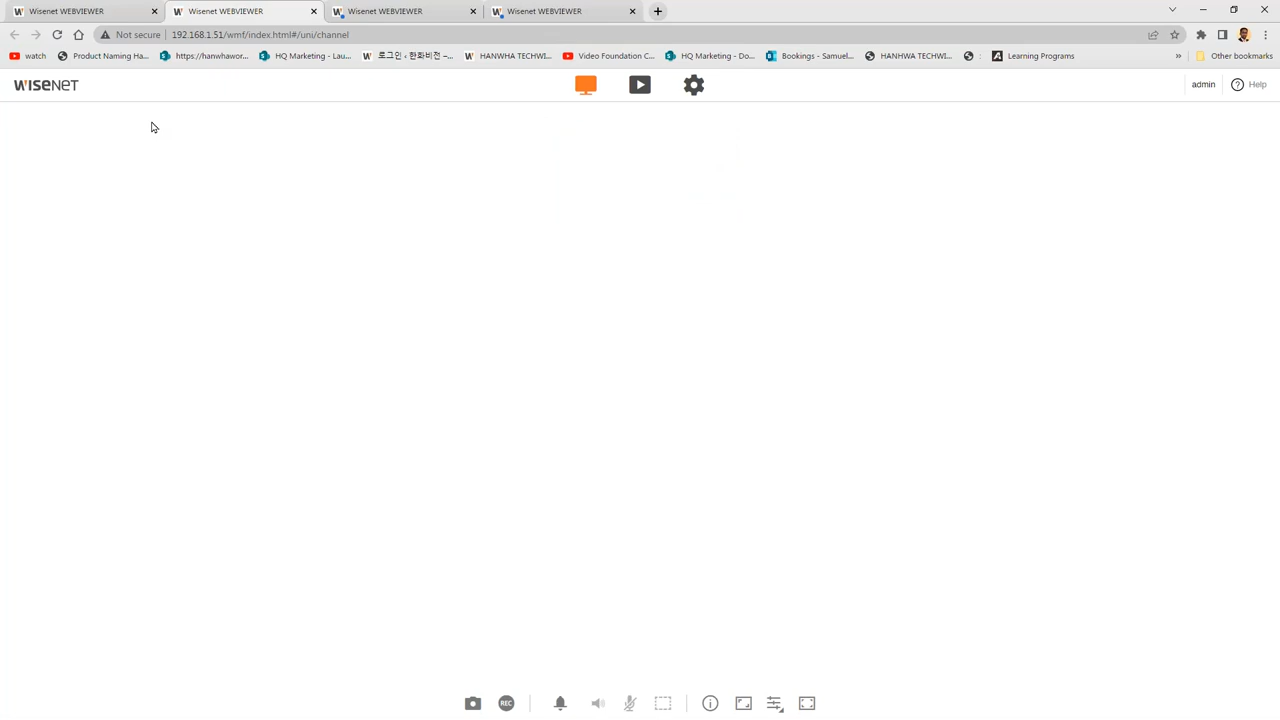 Wisenet WEBVIEWER Wisenet WEBVIEWER Wisenet WEBVIEWER Wisenet WEBVIEWER
Not secure 192.168.1.51/wmf/index.html#/uni/channel
watch Product Naming Ha... https://hanwhawor... HQ Marketing - Lau... 로그인 ‹ 한화비전 –... HANWHA TECHWI... Video Foundation C... HQ Marketing - Do... Bookings - Samuel... HANHWA TECHWI... : Learning Programs » Other bookmarks
WISENET admin ? Help
REC